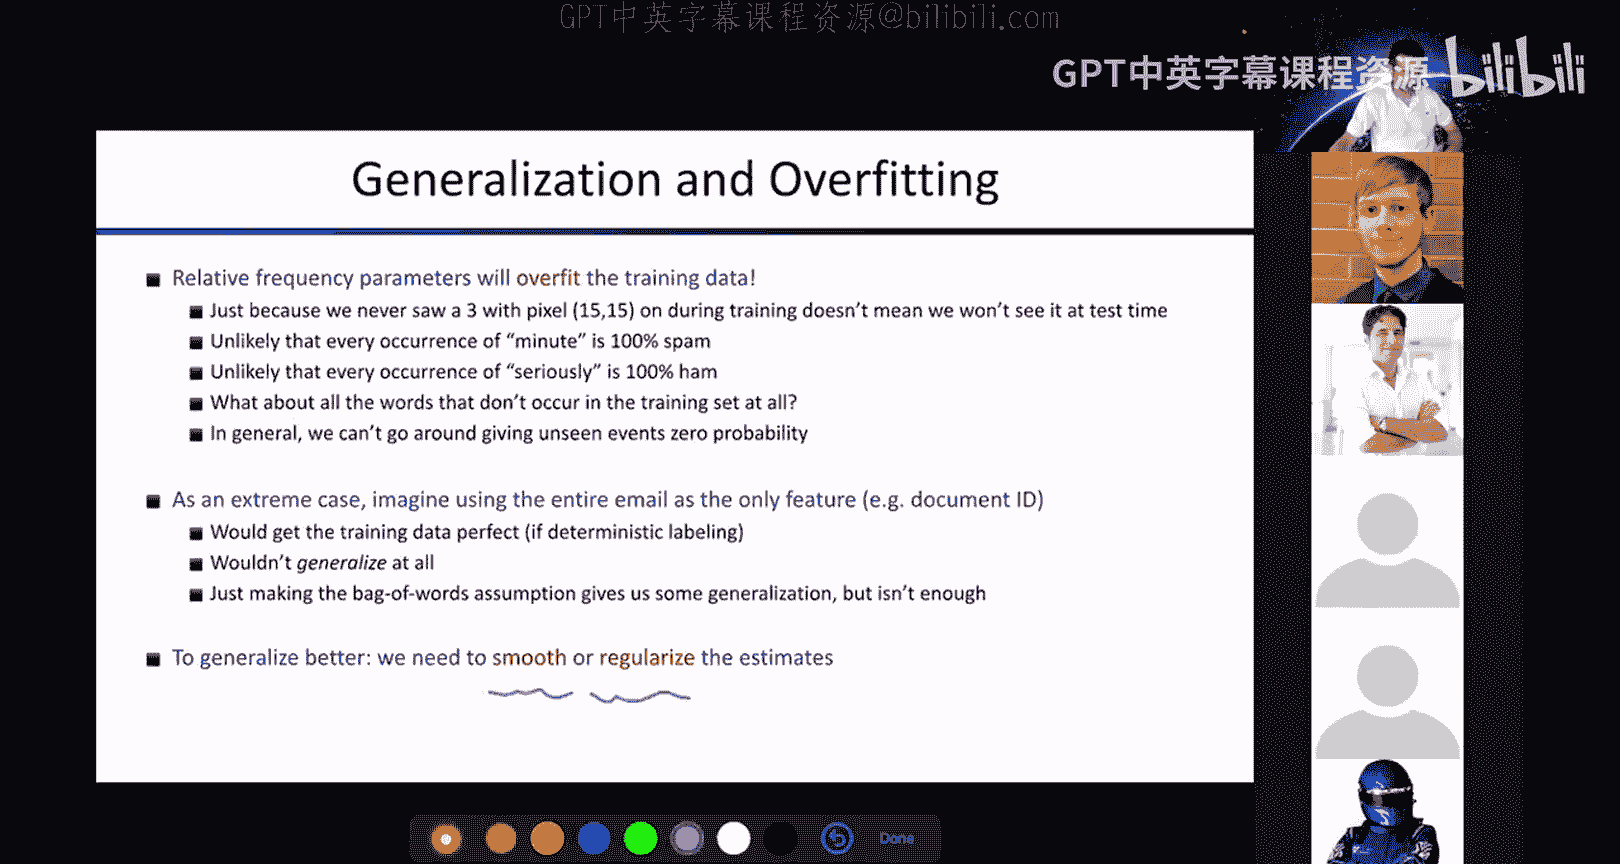 GPT中英字幕课程资源@bilibili.com
GPT中英字幕课程资源 bilibili
Generalization and Overfitting
Relative frequency parameters will overfit the training data!
Just because we never saw a 3 with pixel (15,15) on during training doesn't mean we won't see it at test time
Unlikely that every occurrence of "minute" is 100% spam
Unlikely that every occurrence of "seriously" is 100% ham
What about all the words that don't occur in the training set at all?
In general, we can't go around giving unseen events zero probability
As an extreme case, imagine using the entire email as the only feature (e.g. document ID)
Would get the training data perfect (if deterministic labeling)
Wouldn't generalize at all
Just making the bag-of-words assumption gives us some generalization, but isn't enough
To generalize better: we need to smooth or regularize the estimates
Done